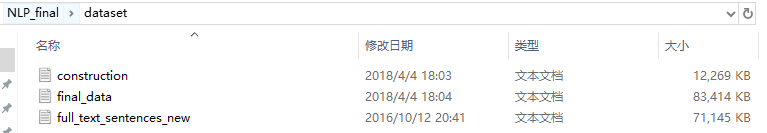 NLP_final > dataset
名称 修改日期 类型 大小
construction 2018/4/4 18:03 文本文档 12,269 KB
final_data 2018/4/4 18:04 文本文档 83,414 KB
full_text_sentences_new 2016/10/12 20:41 文本文档 71,145 KB